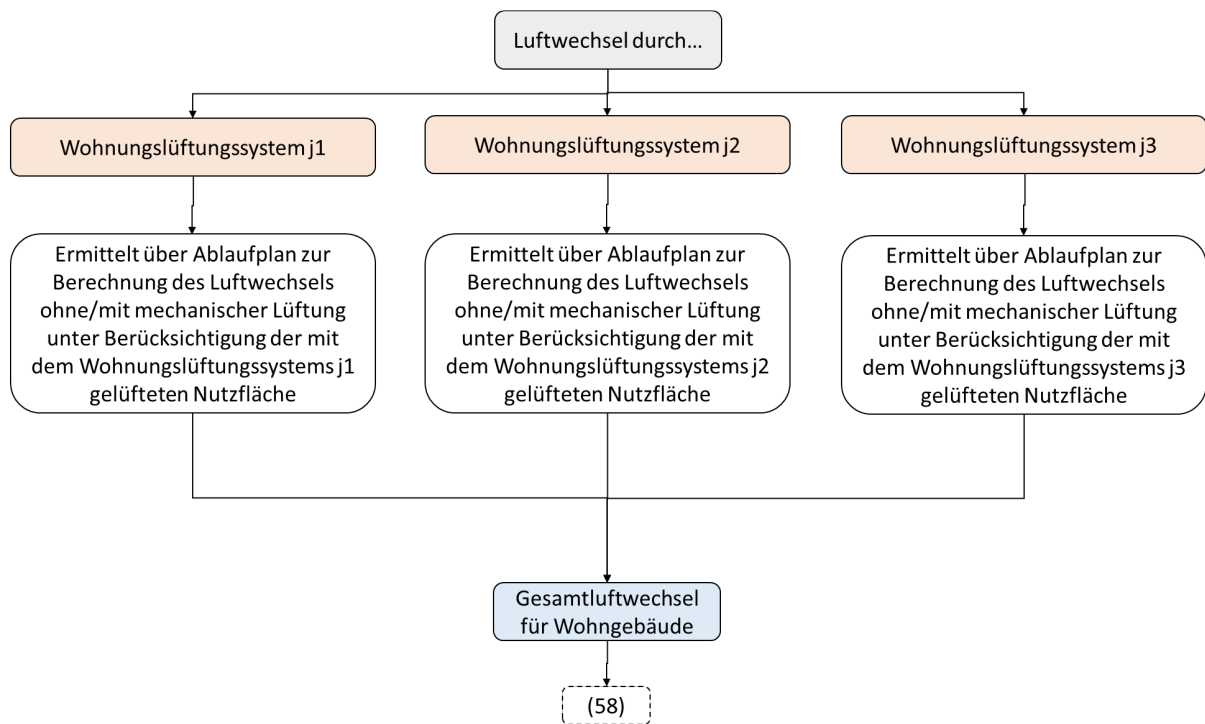 Luftwechsel durch...
Wohnungslüftungssystem j1
Wohnungslüftungssystem j2
Wohnungslüftungssystem j3
Ermittelt über Ablaufplan zur
Berechnung des Luftwechsels
ohne/mit mechanischer Lüftung
unter Berücksichtigung der mit
dem Wohnungslüftungssystems j1
gelüfteten Nutzfläche
Ermittelt über Ablaufplan zur
Berechnung des Luftwechsels
ohne/mit mechanischer Lüftung
unter Berücksichtigung der mit
dem Wohnungslüftungssystems j2
gelüfteten Nutzfläche
Ermittelt über Ablaufplan zur
Berechnung des Luftwechsels
ohne/mit mechanischer Lüftung
unter Berücksichtigung der mit
dem Wohnungslüftungssystems j3
gelüfteten Nutzfläche
Gesamtluftwechsel
für Wohngebäude
(58)